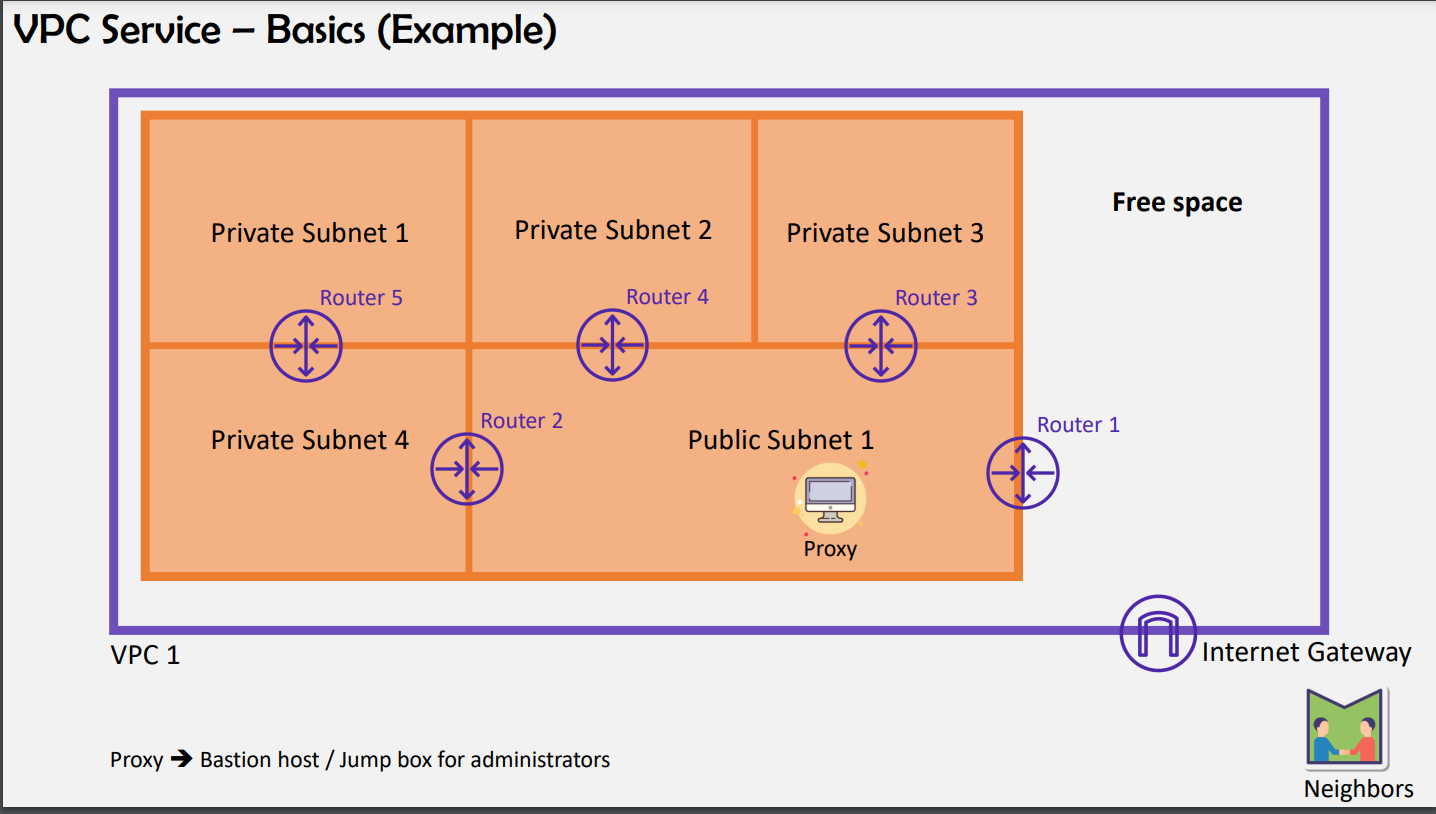 VPC Service – Basics (Example)
Free space
Private Subnet 1
Private Subnet 2
Private Subnet 3
Router 5
Router 4
Router 3
Private Subnet 4
Router 2
Public Subnet 1
Router 1
Proxy
VPC 1
Internet Gateway
Proxy ➔ Bastion host / Jump box for administrators
Neighbors